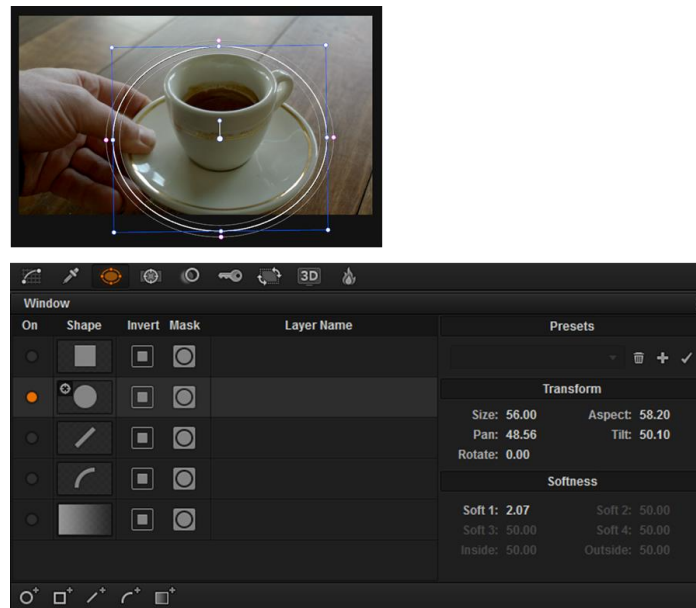 3D
Window
On Shape Invert Mask Layer Name
Presets
Transform
Size: 56.00 Aspect: 58.20
Pan: 48.56 Tilt: 50.10
Rotate: 0.00
Softness
Soft 1: 2.07 Soft 2: 50.00
Soft 3: 50.00 Soft 4: 50.00
Inside: 50.00 Outside: 50.00